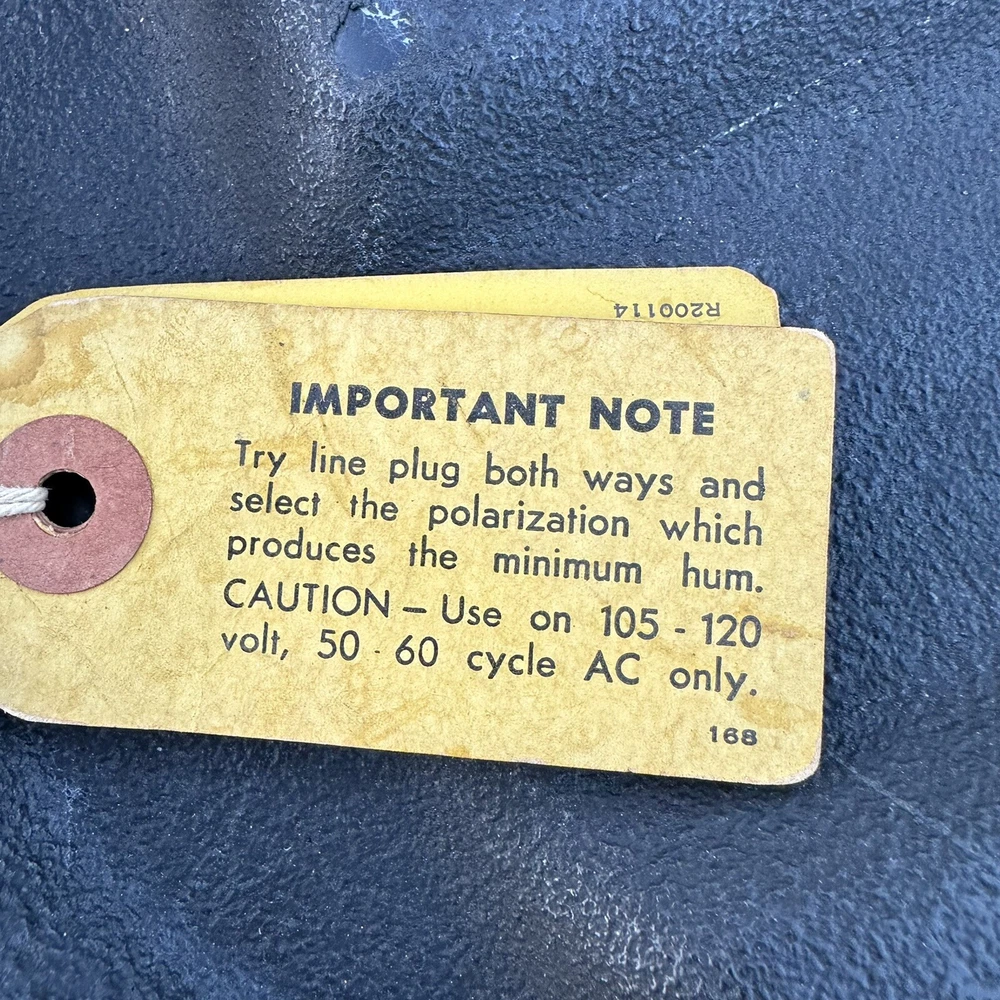 R200114
IMPORTANT NOTE
Try line plug both ways and
select the polarization which
produces the minimum hum.
CAUTION – Use on 105 - 120
volt, 50 - 60 cycle AC only.
168